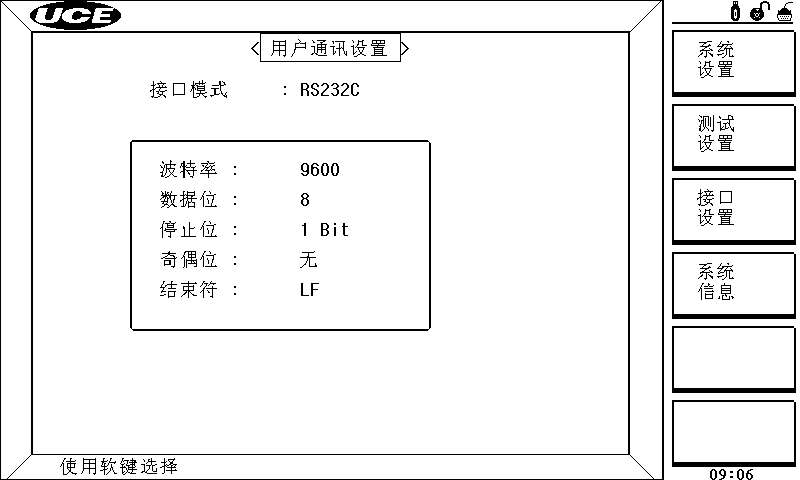 UCE
用户通讯设置
接口模式 : RS232C
波特率 : 9600
数据位 : 8
停止位 : 1 Bit
奇偶位 : 无
结束符 : LF
使用软键选择
系统
设置
测试
设置
接口
设置
系统
信息
09:06